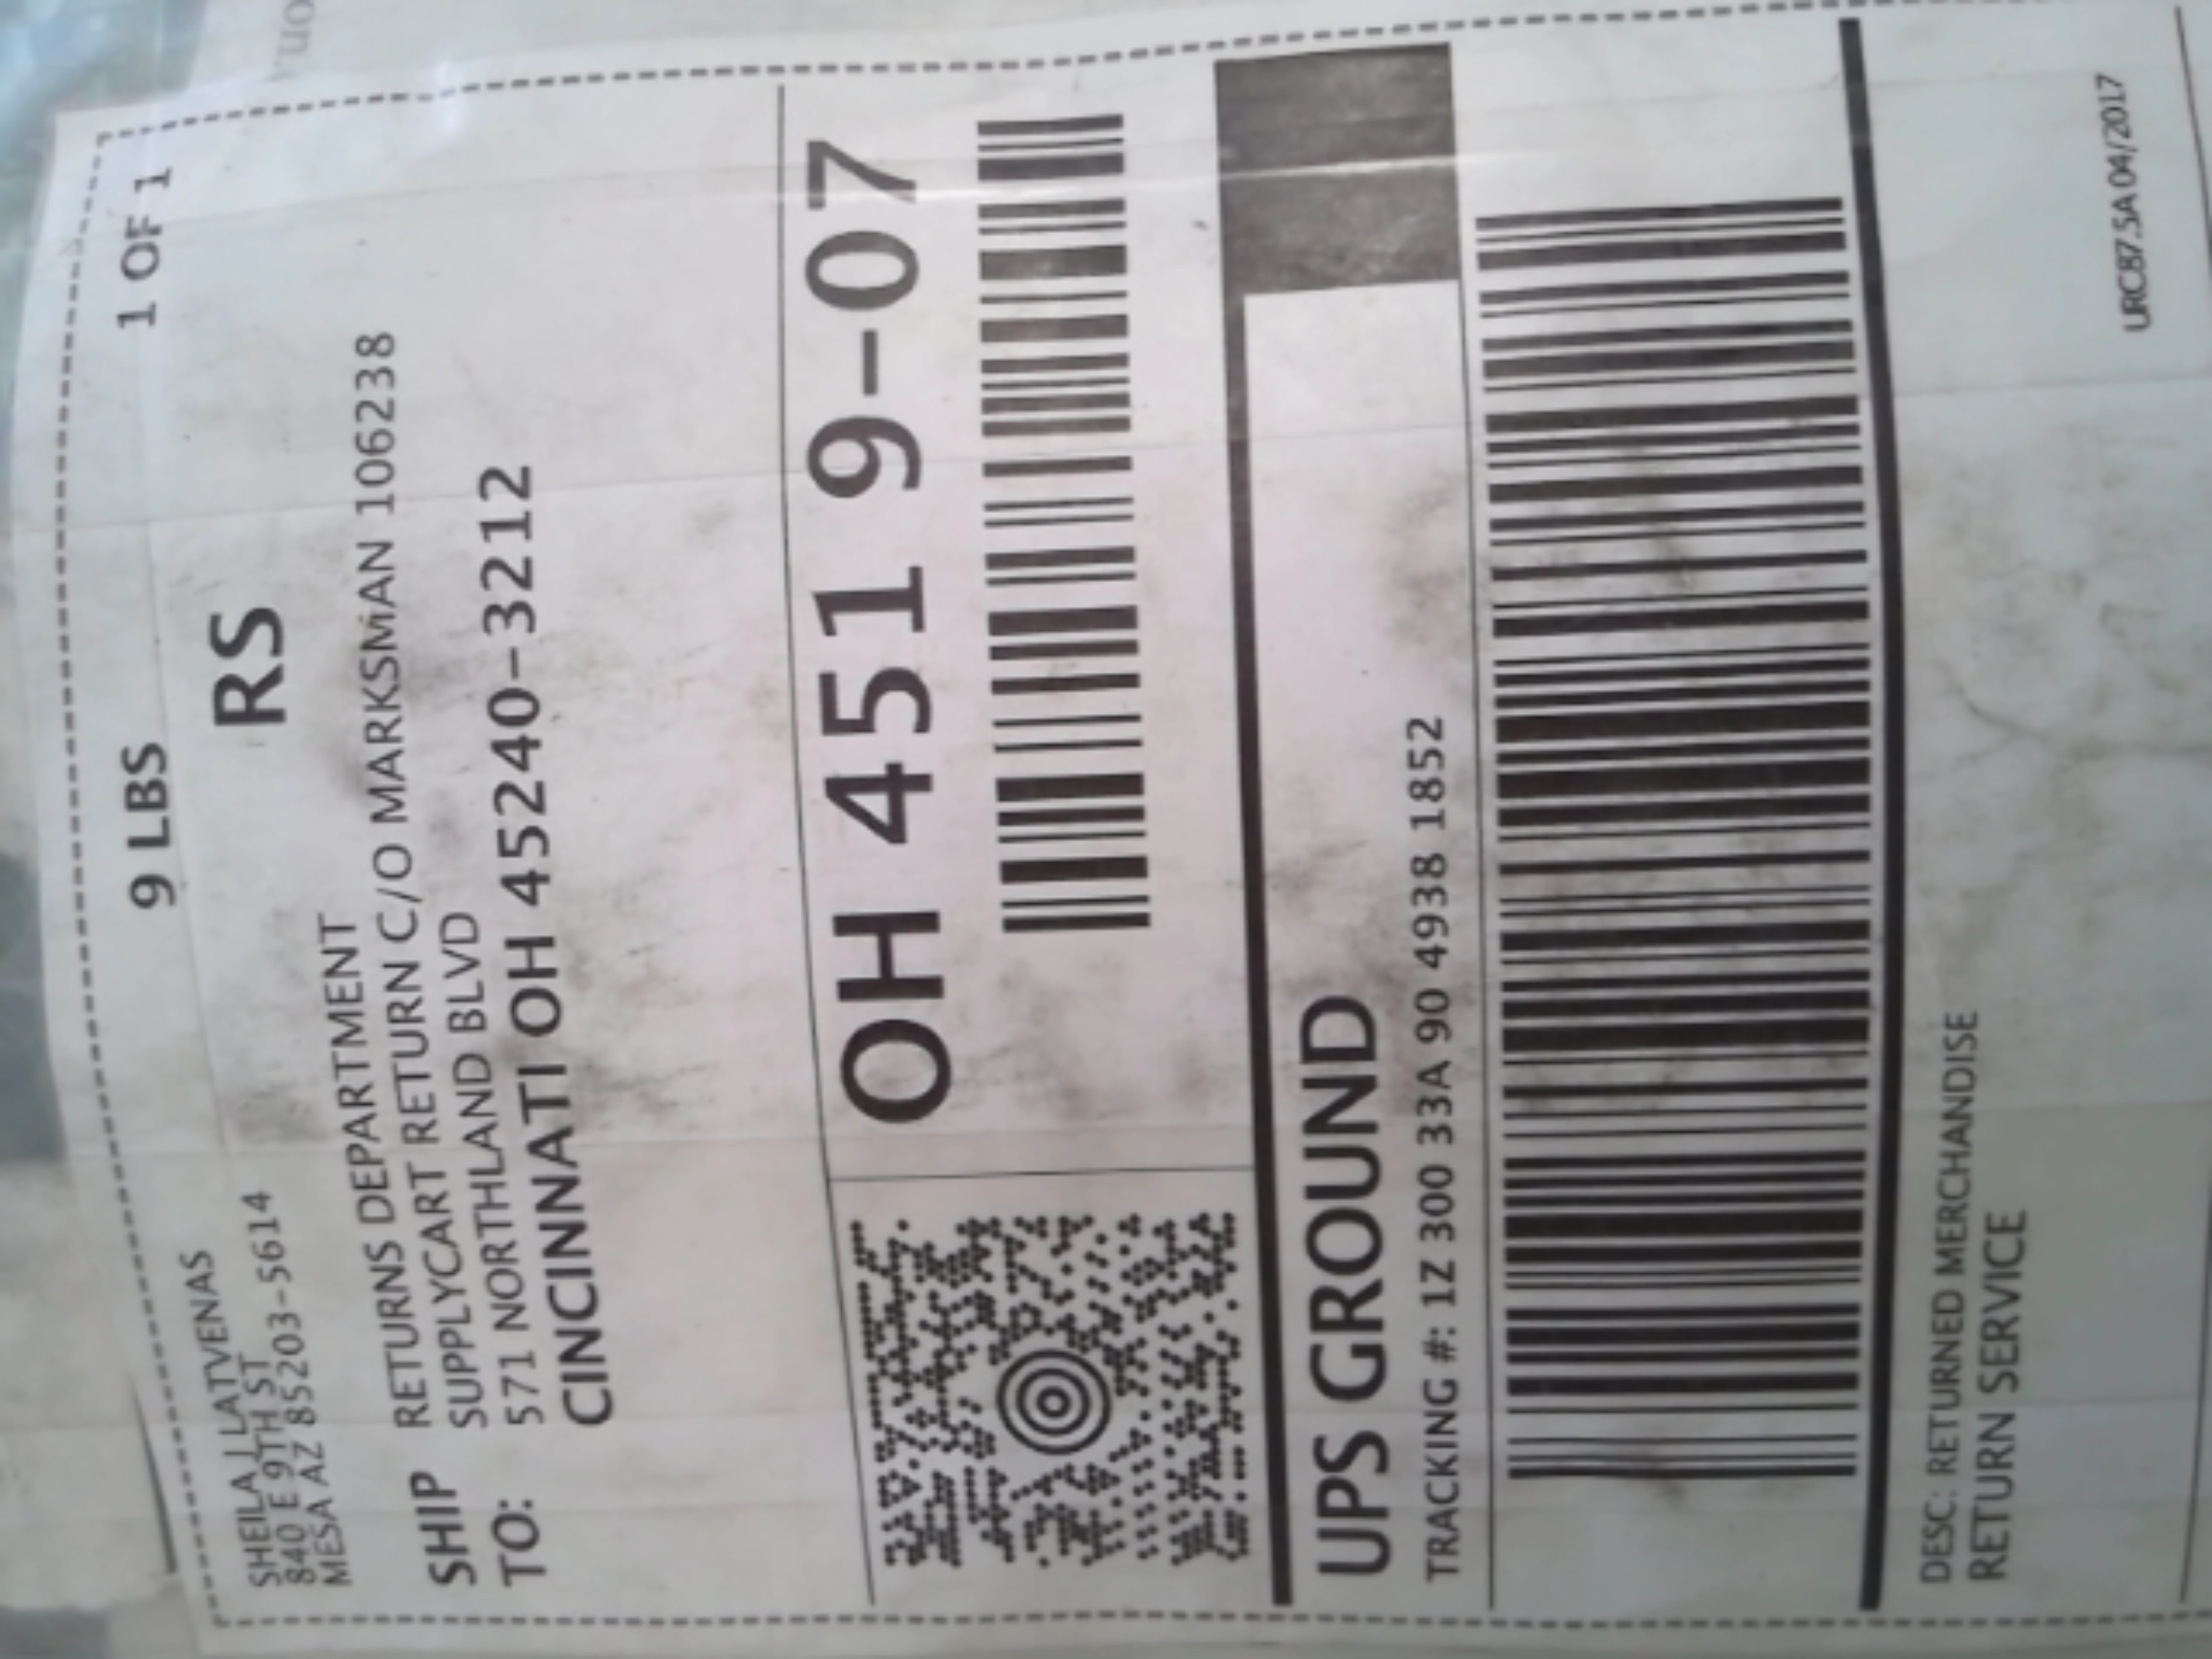 SHEILA J LATVENAS
840 E 9TH ST
MESA AZ 85203-5614
9 LBS
1 OF 1
RS
SHIP TO:
RETURNS DEPARTMENT
SUPPLYCART RETURN C/O MARKSMAN 106238
571 NORTHLAND BLVD
CINCINNATI OH 45240-3212
OH 451 9-07
UPS GROUND
TRACKING #: 1Z 300 33A 90 4938 1852
DESC: RETURNED MERCHANDISE
RETURN SERVICE
URC87.5A 04/2017